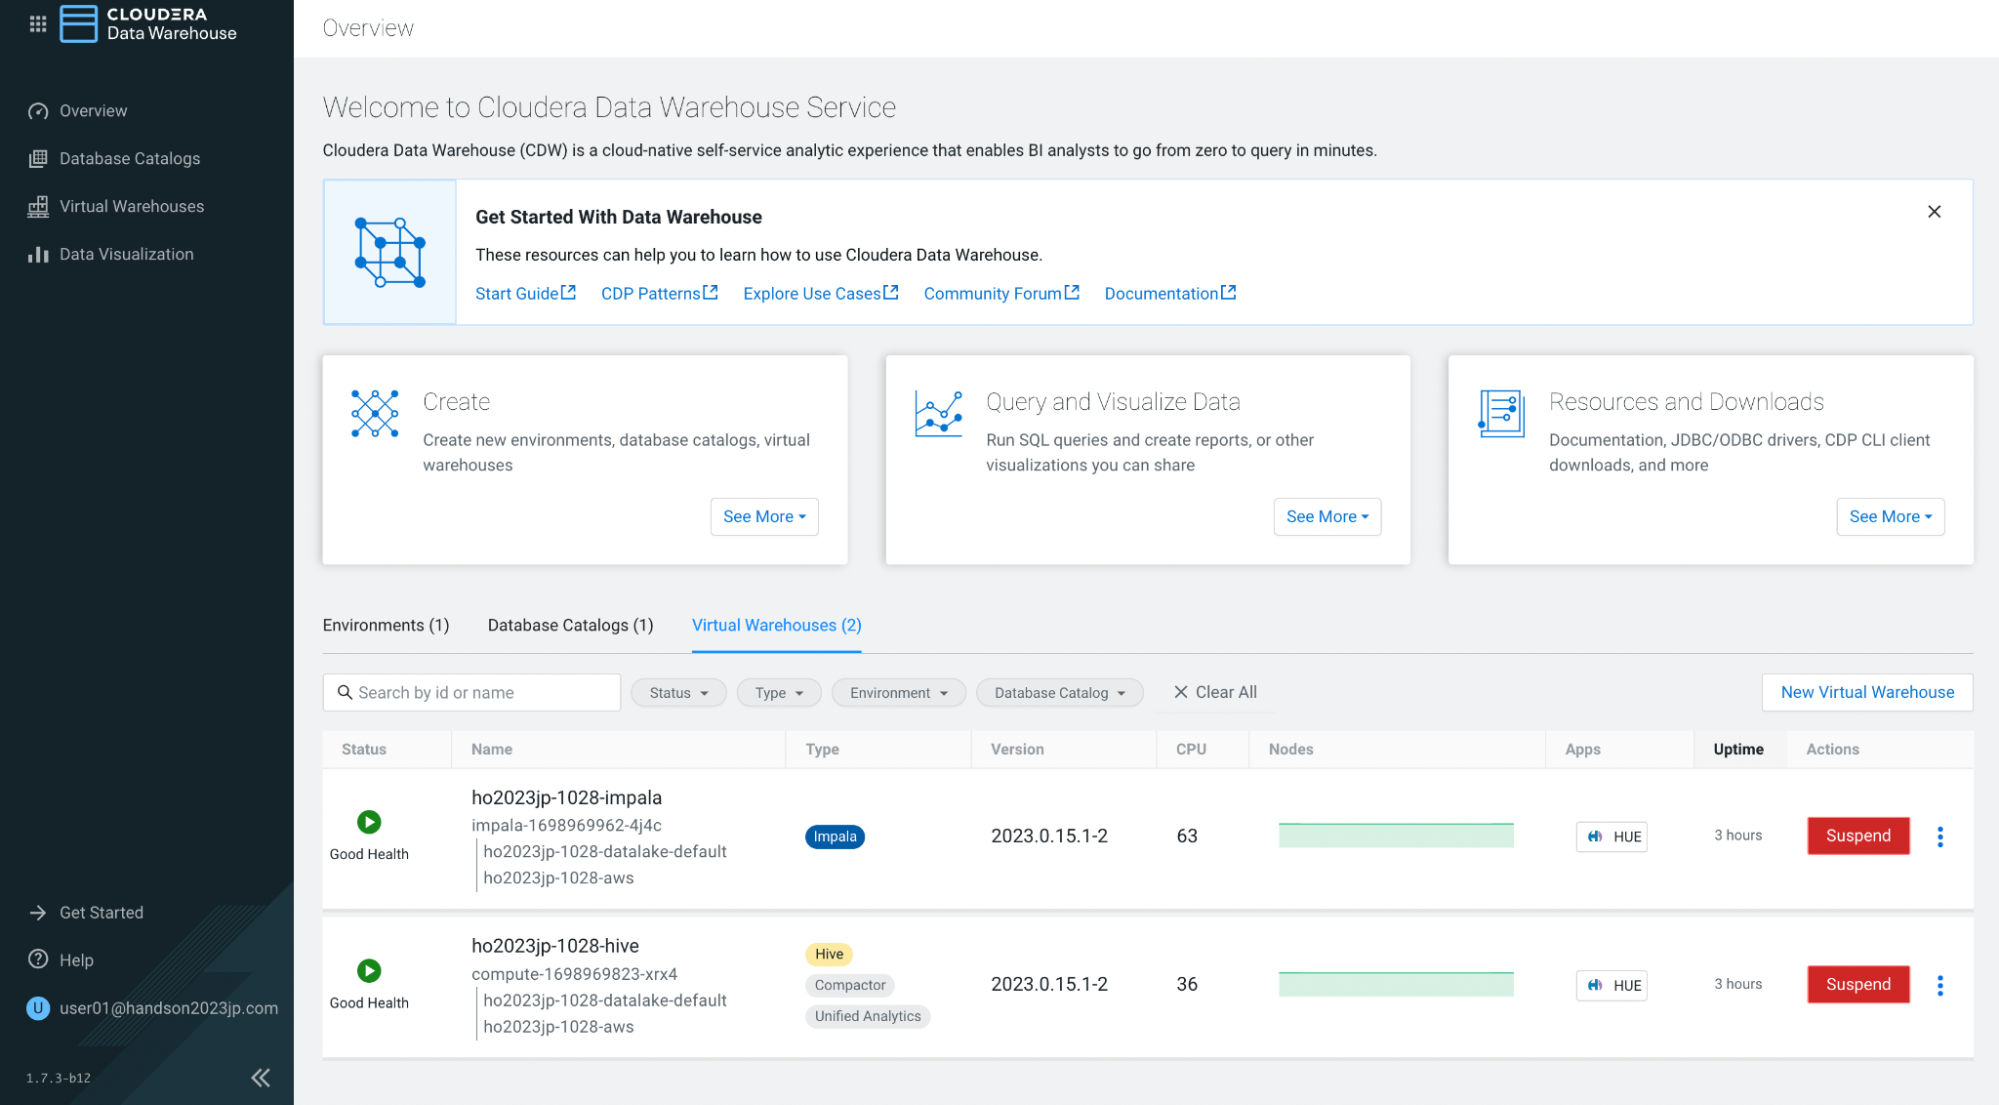 CLOUDERA
Data Warehouse
Overview
Database Catalogs
Virtual Warehouses
Data Visualization
Get Started
Help
U user01@handson2023jp.com
1.7.3-b12
Overview
Welcome to Cloudera Data Warehouse Service
Cloudera Data Warehouse (CDW) is a cloud-native self-service analytic experience that enables BI analysts to go from zero to query in minutes.
Get Started With Data Warehouse
These resources can help you to learn how to use Cloudera Data Warehouse.
Start Guide CDP Patterns Explore Use Cases Community Forum Documentation
Create
Create new environments, database catalogs, virtual
warehouses
See More
Query and Visualize Data
Run SQL queries and create reports, or other
visualizations you can share
See More
Resources and Downloads
Documentation, JDBC/ODBC drivers, CDP CLI client
downloads, and more
See More
Environments (1) Database Catalogs (1) Virtual Warehouses (2)
Search by id or name Status Type Environment Database Catalog Clear All New Virtual Warehouse
Status Name Type Version CPU Nodes Apps Uptime Actions
Good Health
ho2023jp-1028-impala
impala-1698969962-4j4c
ho2023jp-1028-datalake-default
ho2023jp-1028-aws
Impala
2023.0.15.1-2
63
HUE
3 hours
Suspend
Good Health
ho2023jp-1028-hive
compute-1698969823-xrx4
ho2023jp-1028-datalake-default
ho2023jp-1028-aws
Hive
Compactor
Unified Analytics
2023.0.15.1-2
36
HUE
3 hours
Suspend